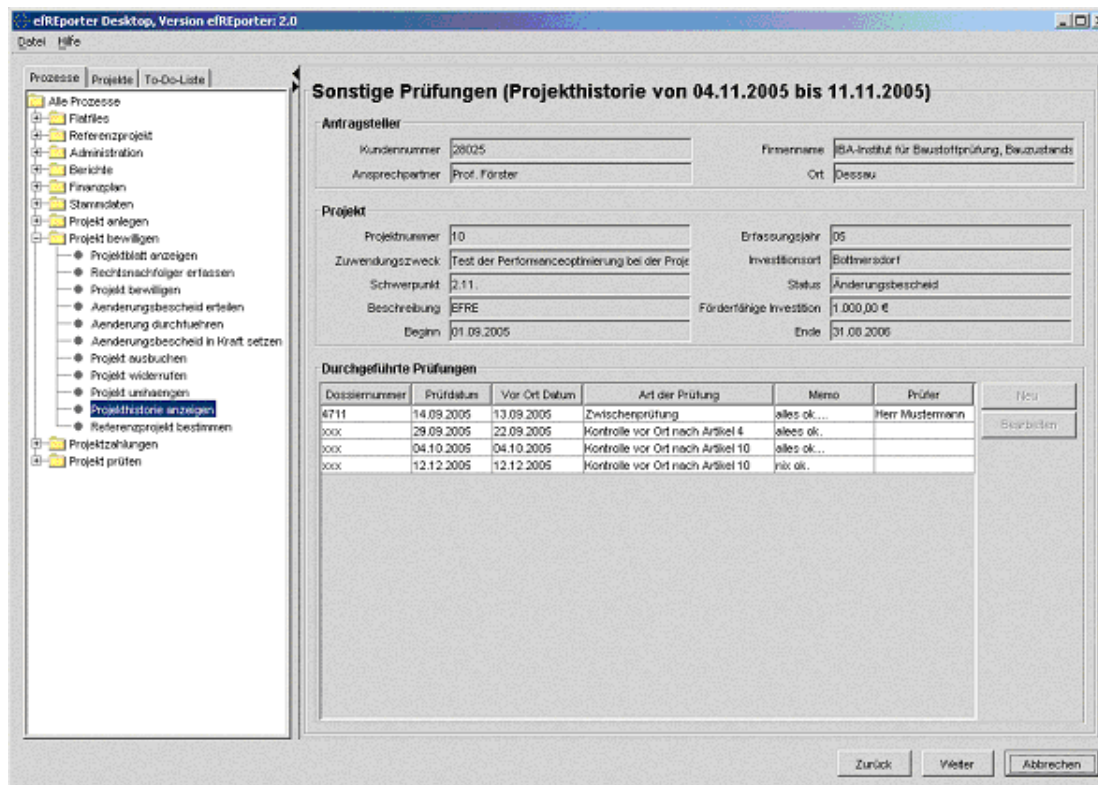 efREporter Desktop, Version efREporter: 2.0
Datei Hilfe
Prozesse Projekte To-Do-Liste
Alle Prozesse
Flatfiles
Referenzprojekt
Administration
Berichte
Finanzplan
Stammdaten
Projekt anlegen
Projekt bewilligen
Projektblatt anzeigen
Rechtsnachfolger erfassen
Projekt bewilligen
Aenderungsbescheid erteilen
Aenderung durchfuehren
Aenderungsbescheid in Kraft setzen
Projekt ausbuchen
Projekt widerrufen
Projekt umhaengen
Projekthistorie anzeigen
Referenzprojekt bestimmen
Projektzahlungen
Projekt prüfen
Sonstige Prüfungen (Projekthistorie von 04.11.2005 bis 11.11.2005)
Antragsteller
Kundennummer 28025 Firmenname IBA-Institut für Baustoffprüfung, Bauzustands
Ansprechpartner Prof. Förster Ort Dessau
Projekt
Projektnummer 10 Erfassungsjahr 05
Zuwendungszweck Test der Performanceoptimierung bei der Proje Investitionsort Bottmersdorf
Schwerpunkt 2.11. Status Änderungsbescheid
Beschreibung EFRE Förderfähige Investition 1.000,00 €
Beginn 01.09.2005 Ende 31.08.2006
Durchgeführte Prüfungen
Dossiernummer Prüfdatum Vor Ort Datum Art der Prüfung Memo Prüfer
4711 14.09.2005 13.09.2005 Zwischenprüfung alles ok.... Herr Mustermann
xxx 29.09.2005 22.09.2005 Kontrolle vor Ort nach Artikel 4 alees ok.
xxx 04.10.2005 04.10.2005 Kontrolle vor Ort nach Artikel 10 alles ok...
xxx 12.12.2005 12.12.2005 Kontrolle vor Ort nach Artikel 10 nix ok.
Neu
Bearbeiten
Zurück Weiter Abbrechen